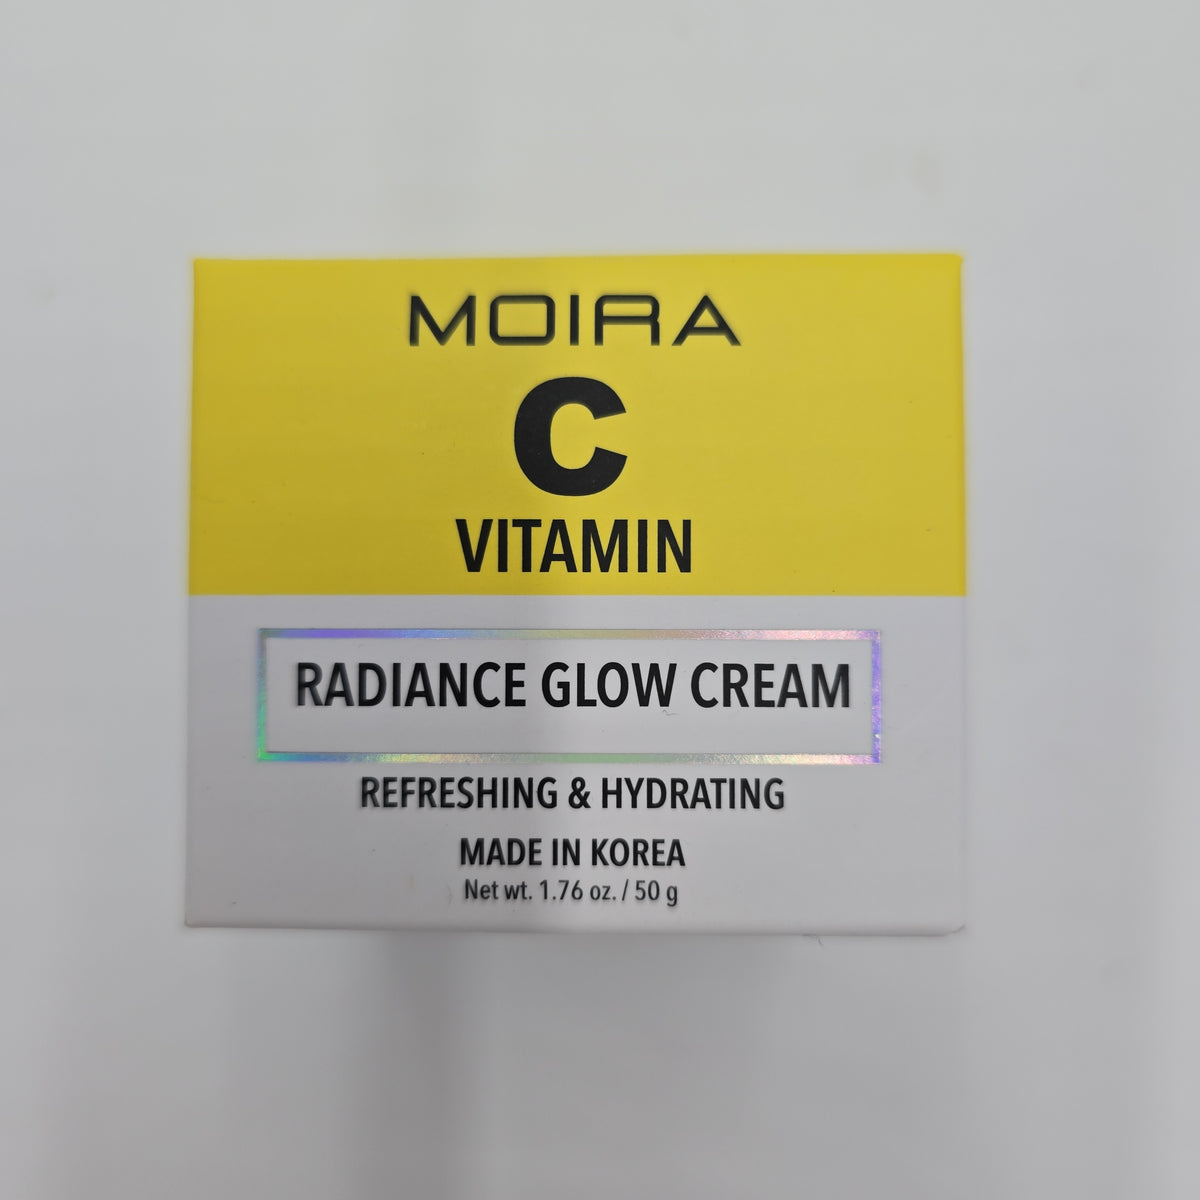 MOIRA
C
VITAMIN
RADIANCE GLOW CREAM
REFRESHING & HYDRATING
MADE IN KOREA
Net wt. 1.76 oz. / 50 g